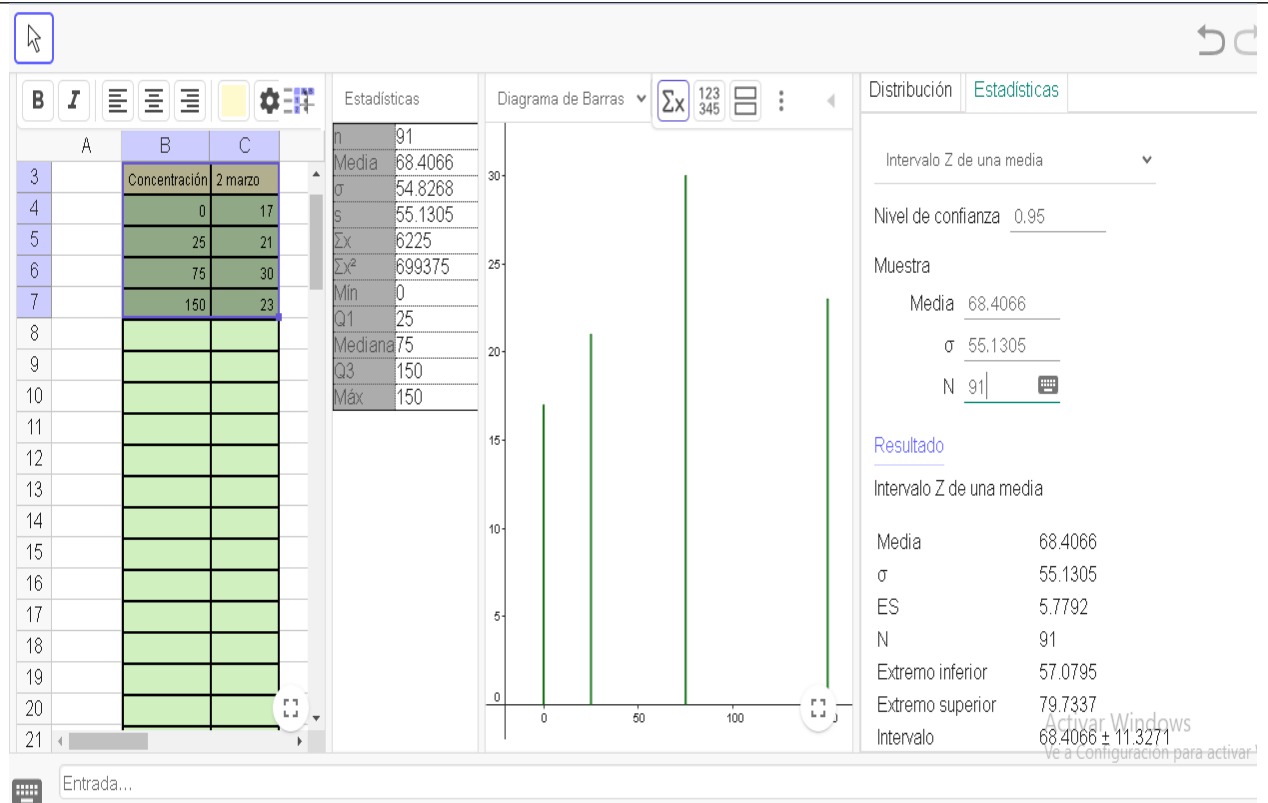 B I
Estadísticas
Diagrama de Barras
Σx
123
345
Distribución
Estadísticas
A B C
3 Concentración 2 marzo
4 0 17
5 25 21
6 75 30
7 150 23
8
9
10
11
12
13
14
15
16
17
18
19
20
21
n 91
Media 68.4066
σ 54.8268
s 55.1305
Σx 6225
Σx² 699375
Mín 0
Q1 25
Mediana 75
Q3 150
Máx 150
30
25
20
15
10
5
0
0 50 100
Intervalo Z de una media
Nivel de confianza 0.95
Muestra
Media 68.4066
σ 55.1305
N 91
Resultado
Intervalo Z de una media
Media 68.4066
σ 55.1305
ES 5.7792
N 91
Extremo inferior 57.0795
Extremo superior 79.7337
Intervalo 68.4066 ± 11.3271
Activar Windows
Ve a Configuración para activar
Entrada...